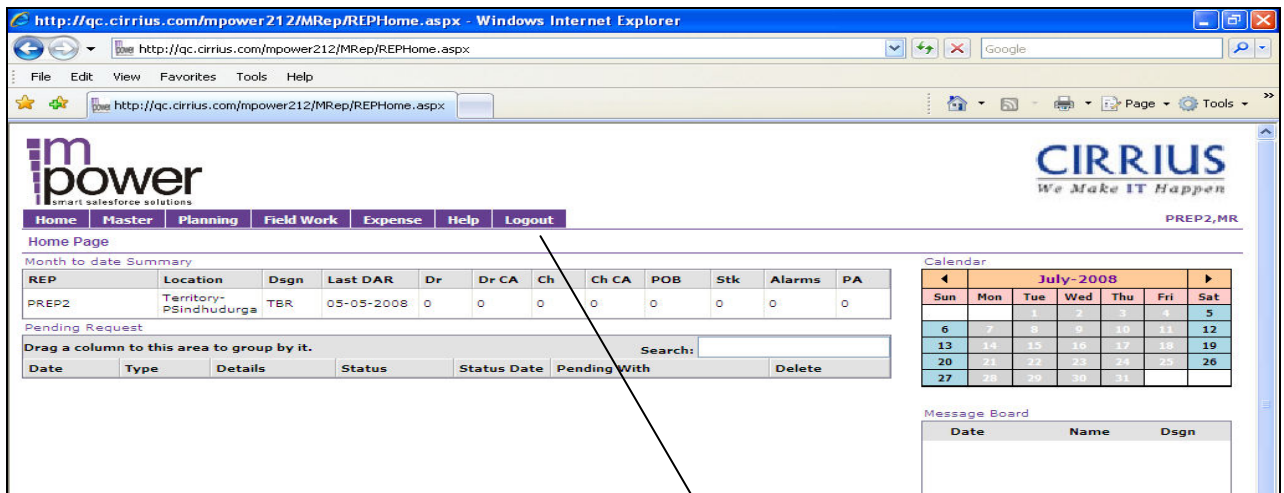 http://qc.cirrius.com/mpower212/MRep/REPHome.aspx - Windows Internet Explorer
http://qc.cirrius.com/mpower212/MRep/REPHome.aspx Google
File Edit View Favorites Tools Help
http://qc.cirrius.com/mpower212/MRep/REPHome.aspx Page Tools
mpower
smart salesforce solutions
CIRRIUS
We Make IT Happen
Home Master Planning Field Work Expense Help Logout PREP2,MR
Home Page
Month to date Summary
REP Location Dsgn Last DAR Dr Dr CA Ch Ch CA POB Stk Alarms PA
PREP2 Territory-PSindhudurga TBR 05-05-2008 0 0 0 0 0 0 0 0
Pending Request
Drag a column to this area to group by it. Search:
Date Type Details Status Status Date Pending With Delete
Calendar
July-2008
Sun Mon Tue Wed Thu Fri Sat
1 2 3 4 5
6 7 8 9 10 11 12
13 14 15 16 17 18 19
20 21 22 23 24 25 26
27 28 29 30 31
Message Board
Date Name Dsgn